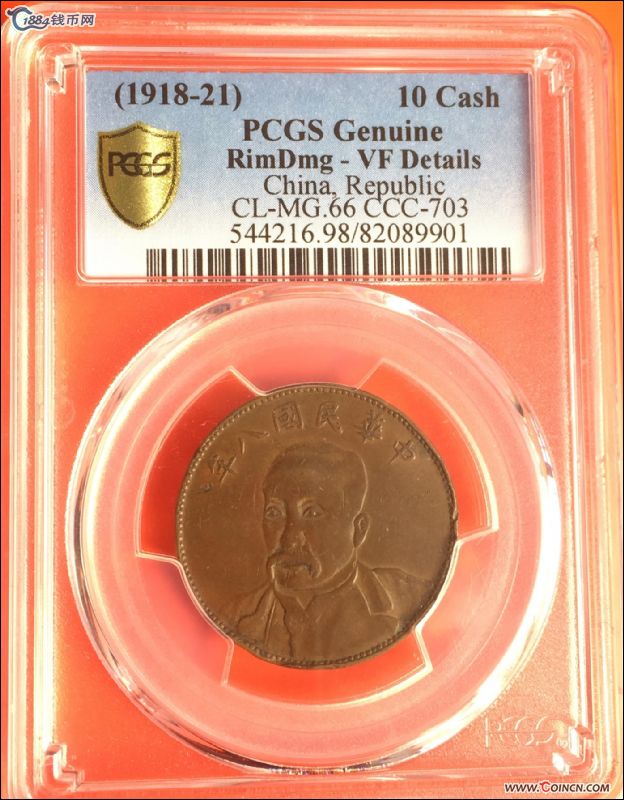 1884钱币网
(1918-21) 10 Cash
PCGS Genuine
RimDmg - VF Details
China, Republic
CL-MG.66 CCC-703
544216.98/82089901
PCGS
年八國民華中
PCGS
www.CoinCN.com